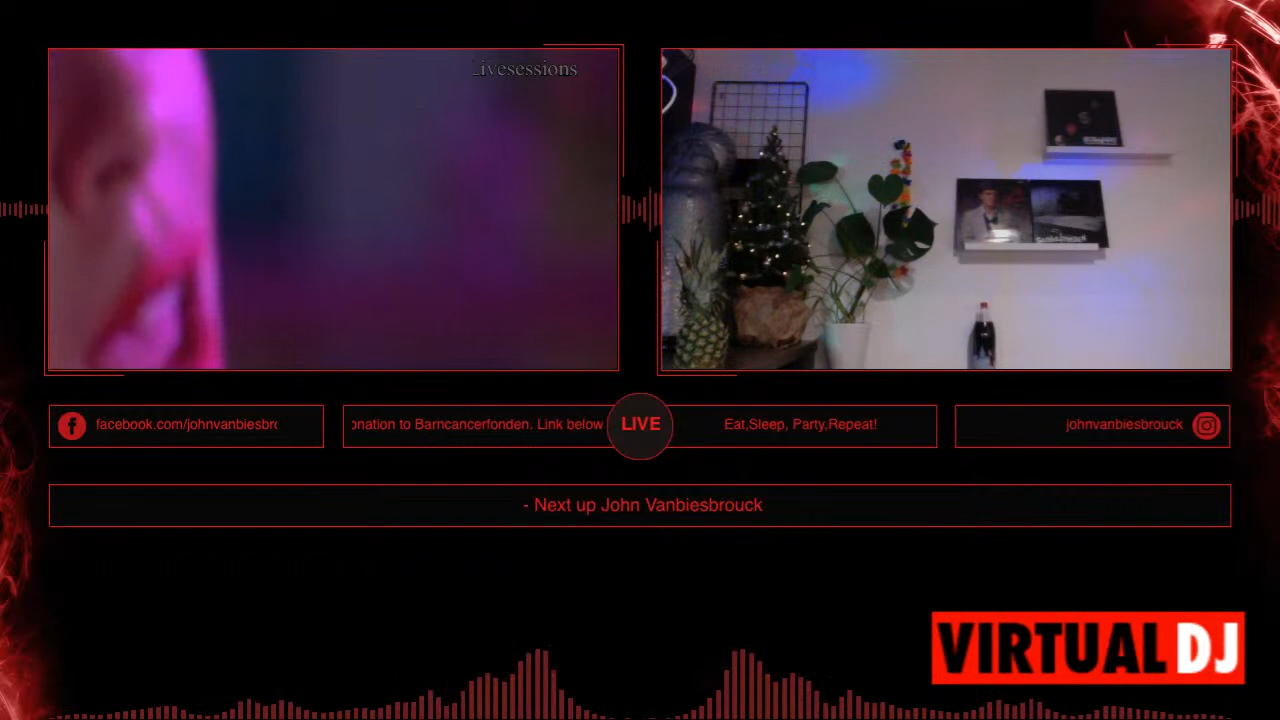 Livesessions
facebook.com/johnvanbiesbrc
onation to Barncancerfonden. Link below
LIVE
Eat,Sleep, Party,Repeat!
johnvanbiesbrouck
- Next up John Vanbiesbrouck
VIRTUAL DJ